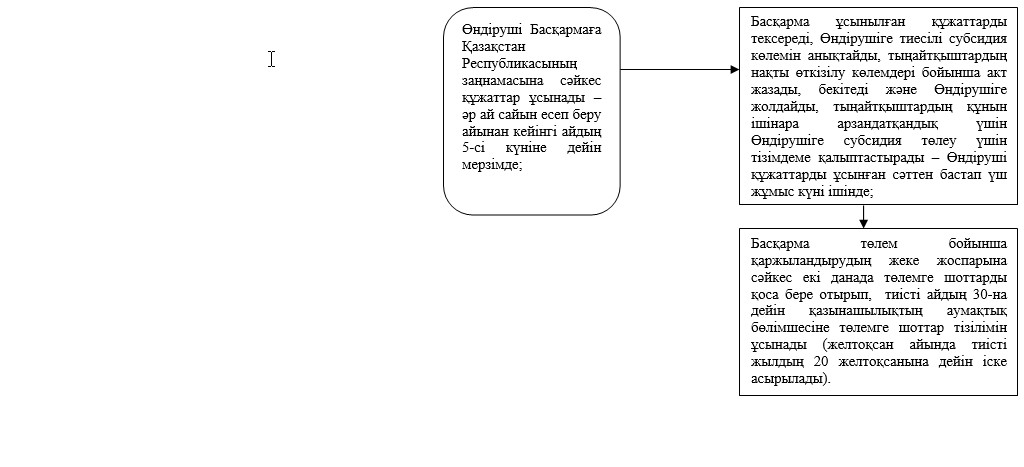 Өндіруші Басқармаға
Қазақстан
Республикасының
заңнамасына сәйкес
құжаттар ұсынады –
әр ай сайын есеп беру
айынан кейінгі айдың
5-сі күніне дейін
мерзімде;
Басқарма ұсынылған құжаттарды
тексереді, Өндірушіге тиесілі субсидия
көлемін анықтайды, тыңайтқыштардың
нақты өткізілу көлемдері бойынша акт
жазады, бекітеді және Өндірушіге
жолдайды, тыңайтқыштардың құнын
ішінара арзандатқандық үшін
Өндірушіге субсидия төлеу үшін
тізімдеме қалыптастырады – Өндіруші
құжаттарды ұсынған сәттен бастап үш
жұмыс күні ішінде;
Басқарма төлем бойынша
қаржыландырудың жеке жоспарына
сәйкес екі данада төлемге шоттарды
қоса бере отырып, тиісті айдың 30-на
дейін қазынашылықтың аумақтық
бөлімшесіне төлемге шоттар тізілімін
ұсынады (желтоқсан айында тиісті
жылдың 20 желтоқсанына дейін іске
асырылады).